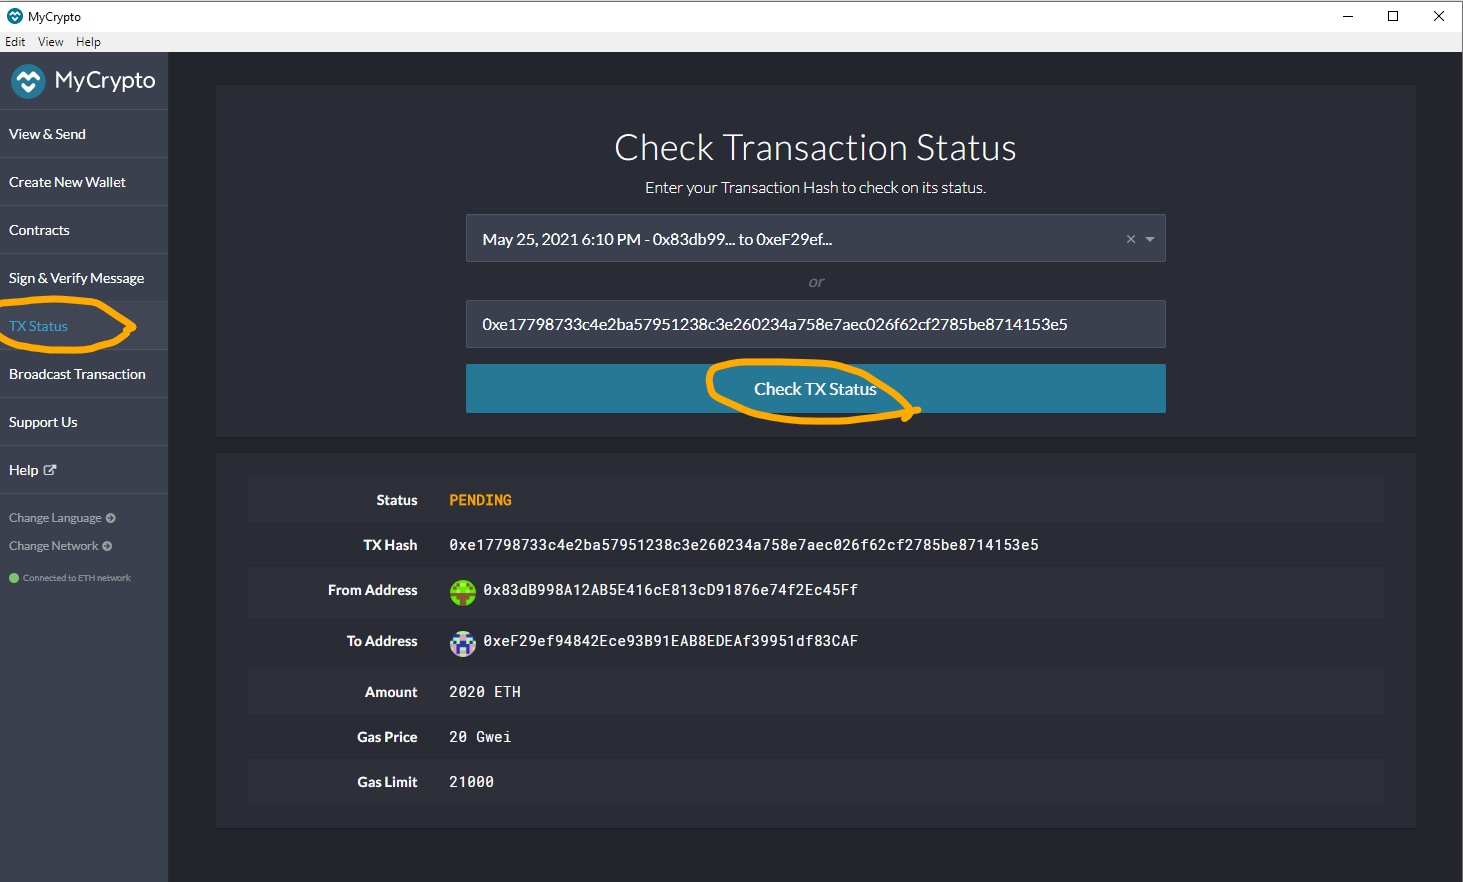 MyCrypto
Edit View Help
MyCrypto
View & Send
Create New Wallet
Contracts
Sign & Verify Message
TX Status
Broadcast Transaction
Support Us
Help
Change Language
Change Network
Connected to ETH network
Check Transaction Status
Enter your Transaction Hash to check on its status.
May 25, 2021 6:10 PM - 0x83db99... to 0xeF29ef...
or
0xe17798733c4e2ba57951238c3e260234a758e7aec026f62cf2785be8714153e5
Check TX Status
Status PENDING
TX Hash 0xe17798733c4e2ba57951238c3e260234a758e7aec026f62cf2785be8714153e5
From Address 0x83dB998A12AB5E416cE813cD91876e74f2Ec45Ff
To Address 0xeF29ef94842Ece93B91EAB8EDEAf39951df83CAF
Amount 2020 ETH
Gas Price 20 Gwei
Gas Limit 21000